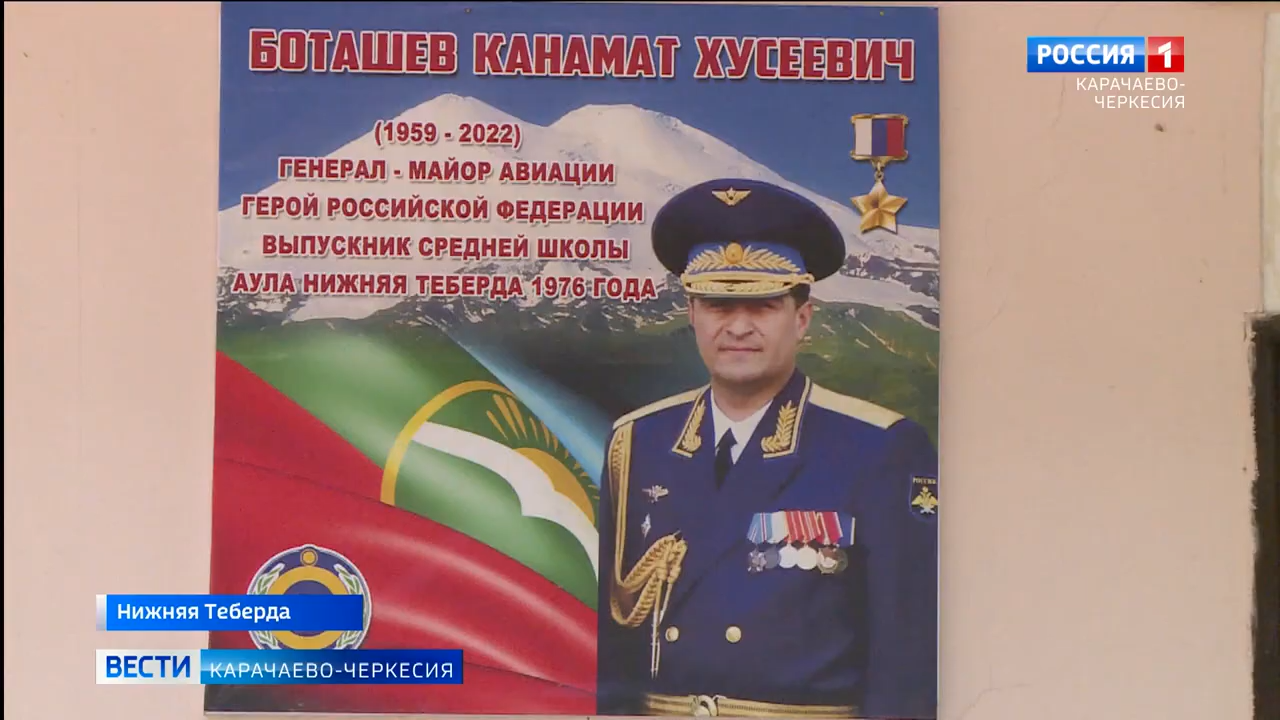 БОТАШЕВ КАНАМАТ ХУСЕЕВИЧ
РОССИЯ 1
КАРАЧАЕВО-
ЧЕРКЕСИЯ
(1959 - 2022)
ГЕНЕРАЛ - МАЙОР АВИАЦИИ
ГЕРОЙ РОССИЙСКОЙ ФЕДЕРАЦИИ
ВЫПУСКНИК СРЕДНЕЙ ШКОЛЫ
АУЛА НИЖНЯЯ ТЕБЕРДА 1976 ГОДА
РОССИЯ
Нижняя Теберда
ВЕСТИ КАРАЧАЕВО-ЧЕРКЕСИЯ